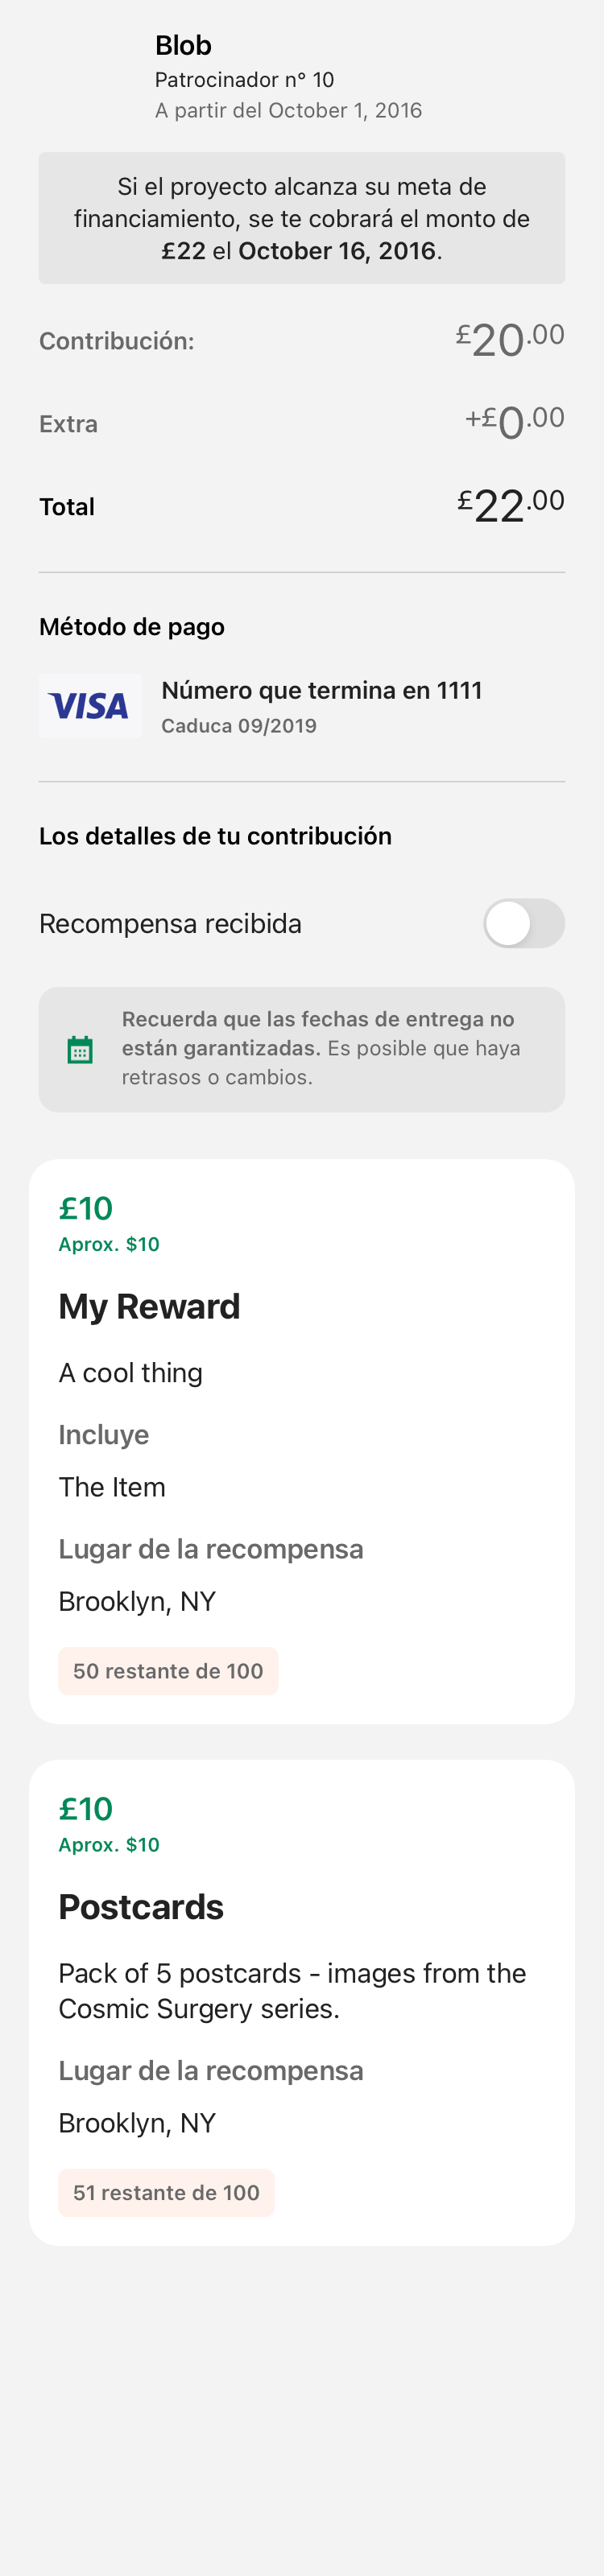 Blob
Patrocinador nº 10
A partir del October 1, 2016
Si el proyecto alcanza su meta de
financiamiento, se te cobrará el monto de
£22 el October 16, 2016.
Contribución: £20.00
Extra +£0.00
Total £22.00
Método de pago
VISA
Número que termina en 1111
Caduca 09/2019
Los detalles de tu contribución
Recompensa recibida
Recuerda que las fechas de entrega no
están garantizadas. Es posible que haya
retrasos o cambios.
£10
Aprox. $10
My Reward
A cool thing
Incluye
The Item
Lugar de la recompensa
Brooklyn, NY
50 restante de 100
£10
Aprox. $10
Postcards
Pack of 5 postcards - images from the
Cosmic Surgery series.
Lugar de la recompensa
Brooklyn, NY
51 restante de 100